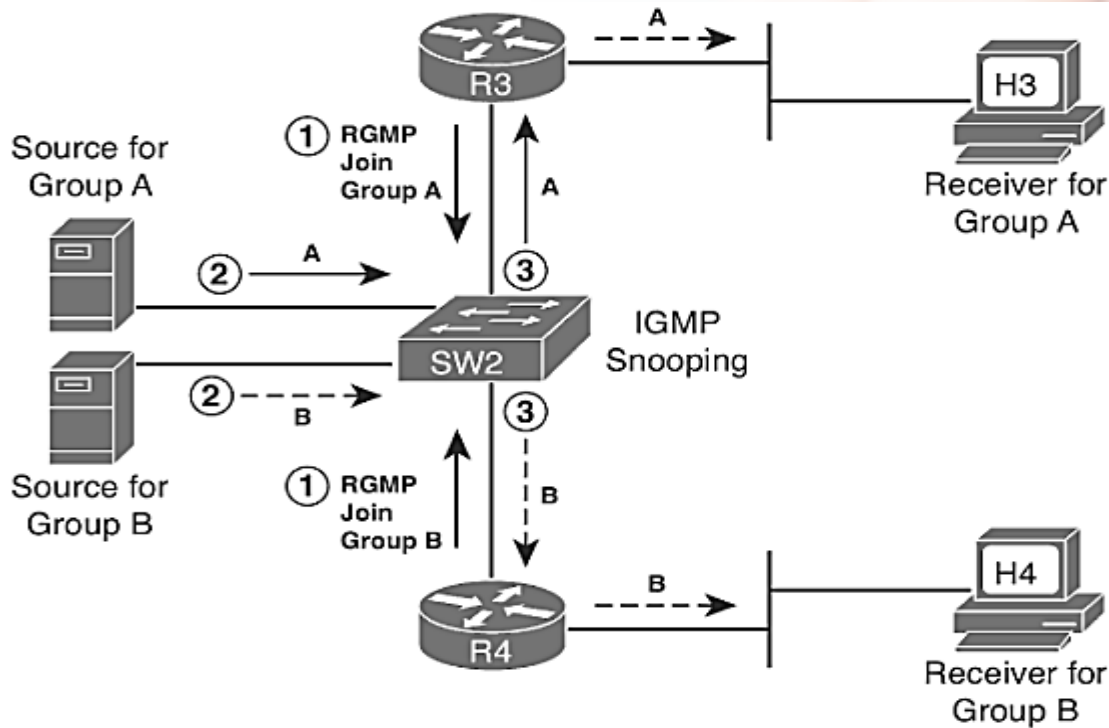 A
R3
H3
1 RGMP
Join
Group A
A
Source for
Group A
Receiver for
Group A
2
A
3
SW2
IGMP
Snooping
2
B
3
Source for
Group B
1 RGMP
Join
Group B
B
R4
B
H4
Receiver for
Group B